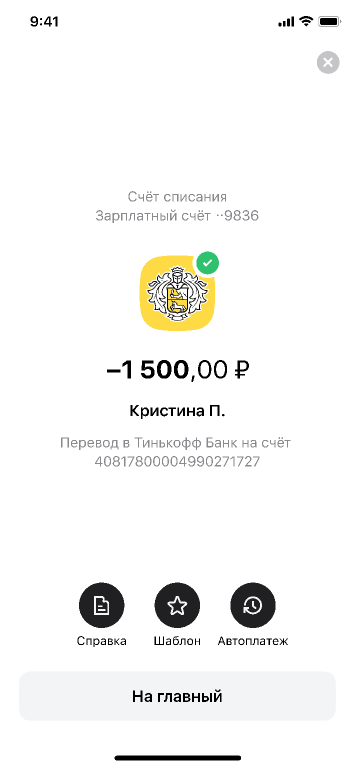 9:41
Счёт списания
Зарплатный счёт ··9836
–1 500,00 ₽
Кристина П.
Перевод в Тинькофф Банк на счёт
40817800004990271727
Справка
Шаблон
Автоплатеж
На главный